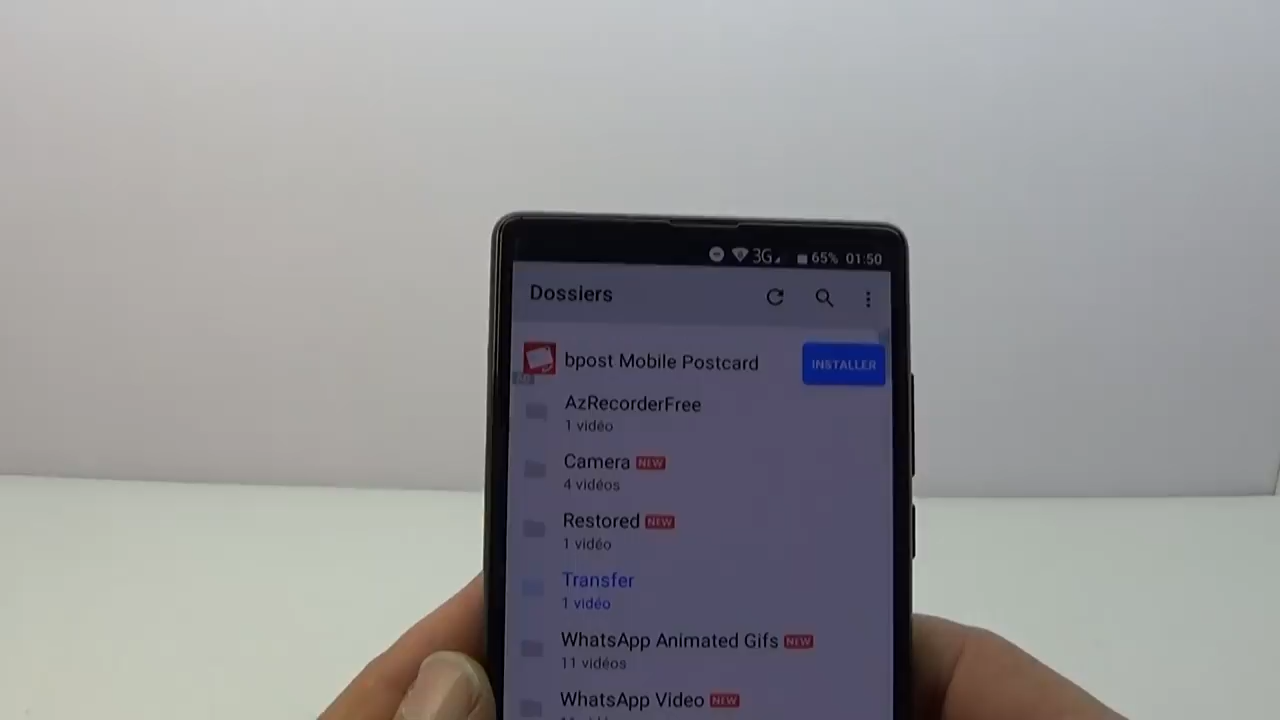 3G 65% 01:50
Dossiers
bpost Mobile Postcard INSTALLER
Ad
AzRecorderFree
1 vidéo
Camera NEW
4 vidéos
Restored NEW
1 vidéo
Transfer
1 vidéo
WhatsApp Animated Gifs NEW
11 vidéos
WhatsApp Video NEW